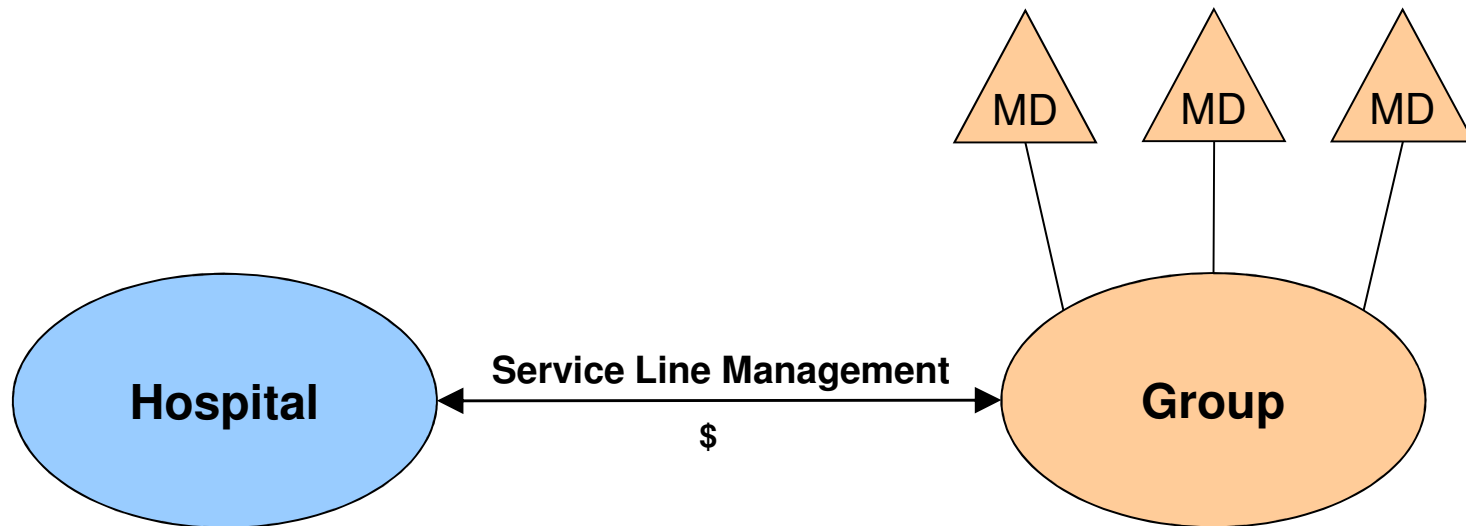 MD MD MD
Service Line Management
Hospital
Group
$